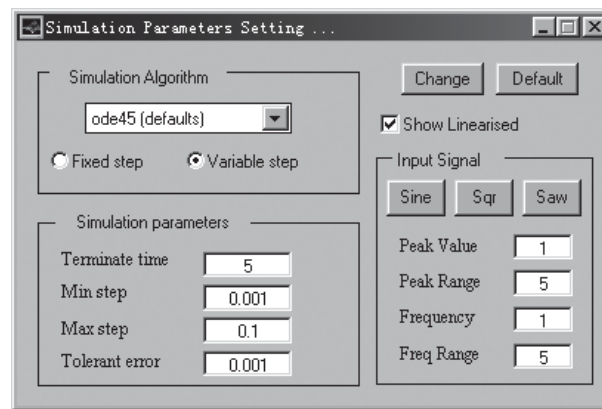 Simulation Parameters Setting ...
Simulation Algorithm
ode45 (defaults)
Fixed step
Variable step
Simulation parameters
Terminate time 5
Min step 0.001
Max step 0.1
Tolerant error 0.001
Change
Default
Show Linearised
Input Signal
Sine
Sqr
Saw
Peak Value 1
Peak Range 5
Frequency 1
Freq Range 5